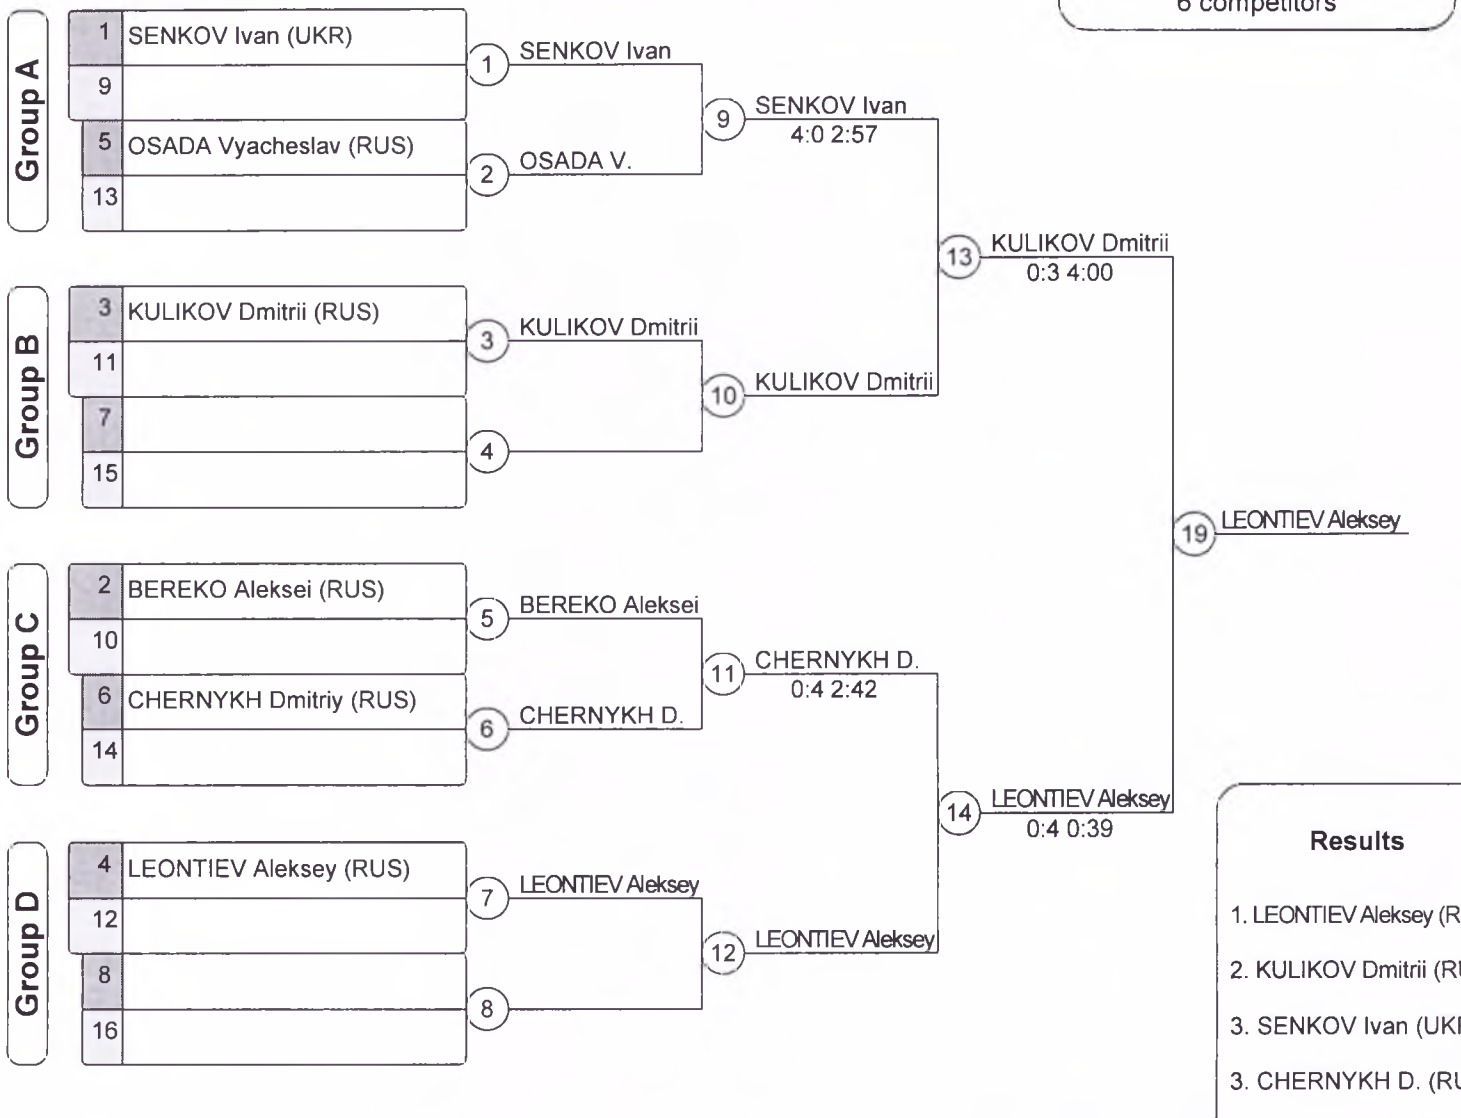 6 competitors
Group A
1 SENKOV Ivan (UKR)
9
5 OSADA Vyacheslav (RUS)
13
1 SENKOV Ivan
2 OSADA V.
9 SENKOV Ivan
4:0 2:57
Group B
3 KULIKOV Dmitrii (RUS)
11
7
15
3 KULIKOV Dmitrii
4
10 KULIKOV Dmitrii
13 KULIKOV Dmitrii
0:3 4:00
Group C
2 BEREKO Aleksei (RUS)
10
6 CHERNYKH Dmitriy (RUS)
14
5 BEREKO Aleksei
6 CHERNYKH D.
11 CHERNYKH D.
0:4 2:42
Group D
4 LEONTIEV Aleksey (RUS)
12
8
16
7 LEONTIEV Aleksey
8
12 LEONTIEV Aleksey
14 LEONTIEV Aleksey
0:4 0:39
19 LEONTIEV Aleksey
Results
1. LEONTIEV Aleksey (R
2. KULIKOV Dmitrii (RU
3. SENKOV Ivan (UKR
3. CHERNYKH D. (RU